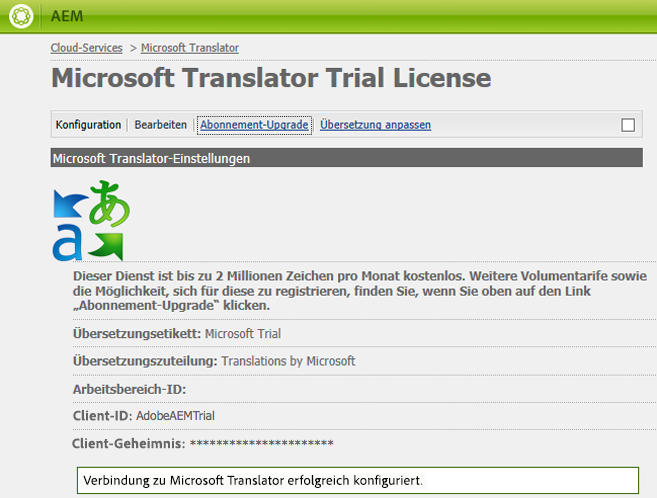 AEM
Cloud-Services > Microsoft Translator
Microsoft Translator Trial License
Konfiguration | Bearbeiten | Abonnement-Upgrade | Übersetzung anpassen
Microsoft Translator-Einstellungen
あ
a
Dieser Dienst ist bis zu 2 Millionen Zeichen pro Monat kostenlos. Weitere Volumentarife sowie
die Möglichkeit, sich für diese zu registrieren, finden Sie, wenn Sie oben auf den Link
„Abonnement-Upgrade“ klicken.
Übersetzungsetikett: Microsoft Trial
Übersetzungszuteilung: Translations by Microsoft
Arbeitsbereich-ID:
Client-ID: AdobeAEMTrial
Client-Geheimnis: **********************
Verbindung zu Microsoft Translator erfolgreich konfiguriert.